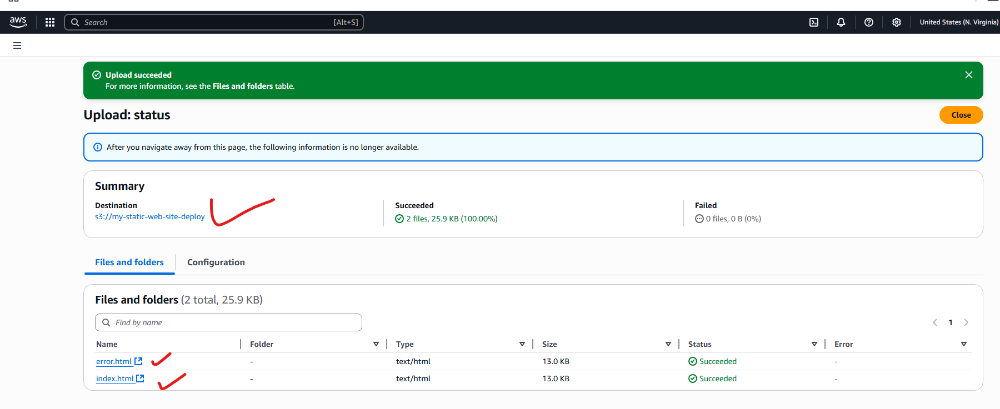 aws
Search [Alt+S] United States (N. Virginia)
Upload succeeded
For more information, see the Files and folders table.
Upload: status
Close
After you navigate away from this page, the following information is no longer available.
Summary
Destination Succeeded Failed
s3://my-static-web-site-deploy 2 files, 25.9 KB (100.00%) 0 files, 0 B (0%)
Files and folders Configuration
Files and folders (2 total, 25.9 KB)
Find by name 1
Name Folder Type Size Status Error
error.html - text/html 13.0 KB Succeeded -
index.html - text/html 13.0 KB Succeeded -